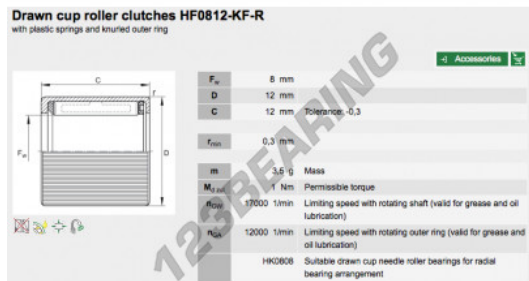 Drawn cup roller clutches HF0812-KF-R
with plastic springs and knurled outer ring
Accessories
C
r
Fw
D
Fw 8 mm
D 12 mm
C 12 mm Tolerance: -0,3
rmin 0,3 mm
m 3,5 g Mass
Md zul 1 Nm Permissible torque
nGW 17000 1/min Limiting speed with rotating shaft (valid for grease and oil
lubrication)
nGA 12000 1/min Limiting speed with rotating outer ring (valid for grease and
oil lubrication)
HK0808 Suitable drawn cup needle roller bearings for radial
bearing arrangement
123BEARING